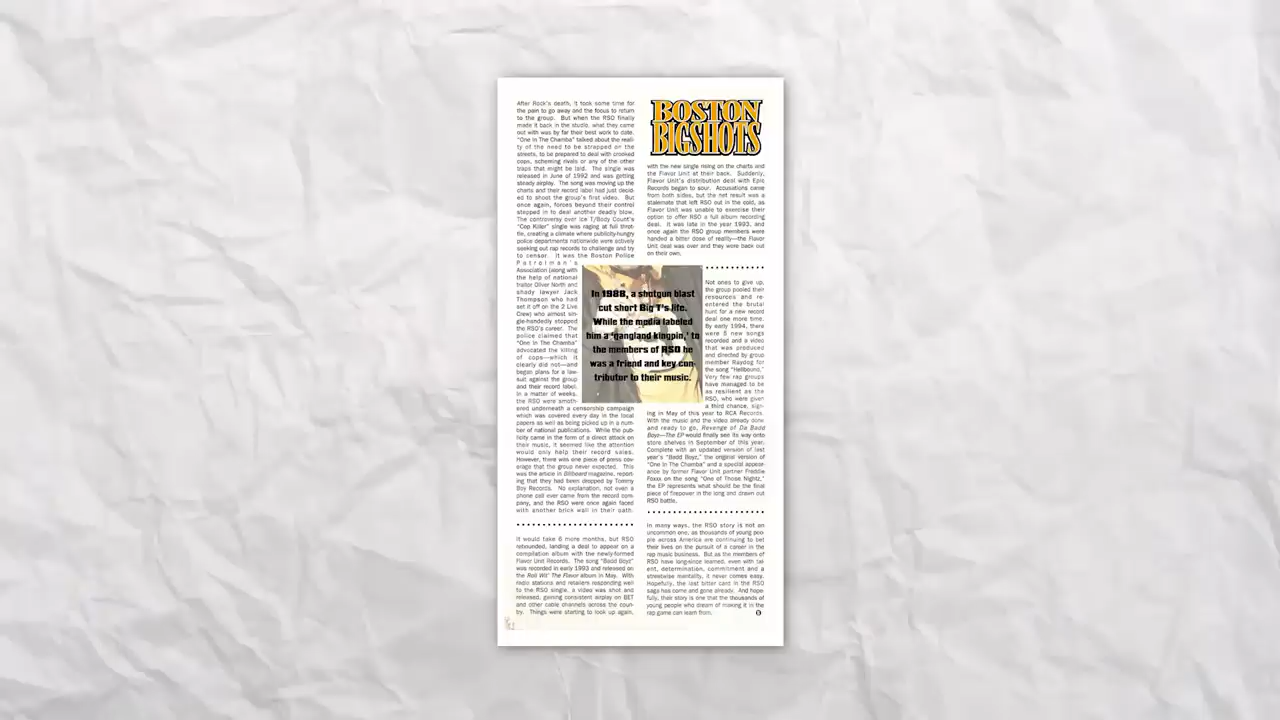 After Rock's death, it took some time for
the pain to go away and the focus to return
to the group. But when the RSO finally
made it back in the studio, what they came
out with was by far their best work to date.
"One In The Chamba" talked about the reali-
ty of the need to be strapped on the
streets, to be prepared to deal with crooked
cops, scheming rivals or any of the other
traps that might be laid. The single was
released in June of 1992 and was getting
steady airplay. The song was moving up the
charts and their record label had just decid-
ed to shoot the group's first video. But
once again, forces beyond their control
stepped in to deal another deadly blow.
The controversy over Ice T/Body Count's
"Cop Killer" single was raging at full throt-
tle, creating a climate where publicity-hungry
police departments nationwide were actively
seeking out rap records to challenge and try
to censor. It was the Boston Police
Patrolman's
Association (along with
the help of national
traitor Oliver North and
shady lawyer Jack
Thompson who had
set it off on the 2 Live
Crew) who almost sin-
gle-handedly stopped
the RSO's career. The
police claimed that
"One In The Chamba"
advocated the killing
of cops—which it
clearly did not—and
began plans for a law-
suit against the group
and their record label.
In a matter of weeks,
the RSO were smoth-
ered underneath a censorship campaign
which was covered every day in the local
papers as well as being picked up in a num-
ber of national publications. While the pub-
licity came in the form of a direct attack on
their music, it seemed like the attention
would only help their record sales.
However, there was one piece of press cov-
erage that the group never expected. This
was the article in Billboard magazine, report-
ing that they had been dropped by Tommy
Boy Records. No explanation, not even a
phone call ever came from the record com-
pany, and the RSO were once again faced
with another brick wall in their path.
It would take 6 more months, but RSO
rebounded, landing a deal to appear on a
compilation album with the newly-formed
Flavor Unit Records. The song "Badd Boyz"
was recorded in early 1993 and released on
the Roll Wit' The Flavor album in May. With
radio stations and retailers responding well
to the RSO single, a video was shot and
released, gaining consistent airplay on BET
and other cable channels across the coun-
try. Things were starting to look up again,
BOSTON
BIGSHOTS
with the new single rising on the charts and
the Flavor Unit at their back. Suddenly,
Flavor Unit's distribution deal with Epic
Records began to sour. Accusations came
from both sides, but the net result was a
stalemate that left RSO out in the cold, as
Flavor Unit was unable to exercise their
option to offer RSO a full album recording
deal. It was late in the year 1993, and
once again the RSO group members were
handed a bitter dose of reality—the Flavor
Unit deal was over and they were back out
on their own.
In 1988, a shotgun blast
cut short Big T's life.
While the media labeled
him a 'gangland kingpin,' to
the members of RSO he
was a friend and key con-
tributor to their music.
Not ones to give up,
the group pooled their
resources and re-
entered the brutal
hunt for a new record
deal one more time.
By early 1994, there
were 8 new songs
recorded and a video
that was produced
and directed by group
member Raydog for
the song "Hellbound."
Very few rap groups
have managed to be
as resilient as the
RSO, who were given
a third chance, sign-
ing in May of this year to RCA Records.
With the music and the video already done
and ready to go, Revenge of Da Badd
Boyz—The EP would finally see its way onto
store shelves in September of this year.
Complete with an updated version of last
year's "Badd Boyz," the original version of
"One In The Chamba" and a special appear-
ance by former Flavor Unit partner Freddie
Foxxx on the song "One of Those Nightz,"
the EP represents what should be the final
piece of firepower in the long and drawn out
RSO battle.
In many ways, the RSO story is not an
uncommon one, as thousands of young peo-
ple across America are continuing to bet
their lives on the pursuit of a career in the
rap music business. But as the members of
RSO have long-since learned, even with tal-
ent, determination, commitment and a
streetwise mentality, it never comes easy.
Hopefully, the last bitter card in the RSO
saga has come and gone already. And hope-
fully, their story is one that the thousands of
young people who dream of making it in the
rap game can learn from.